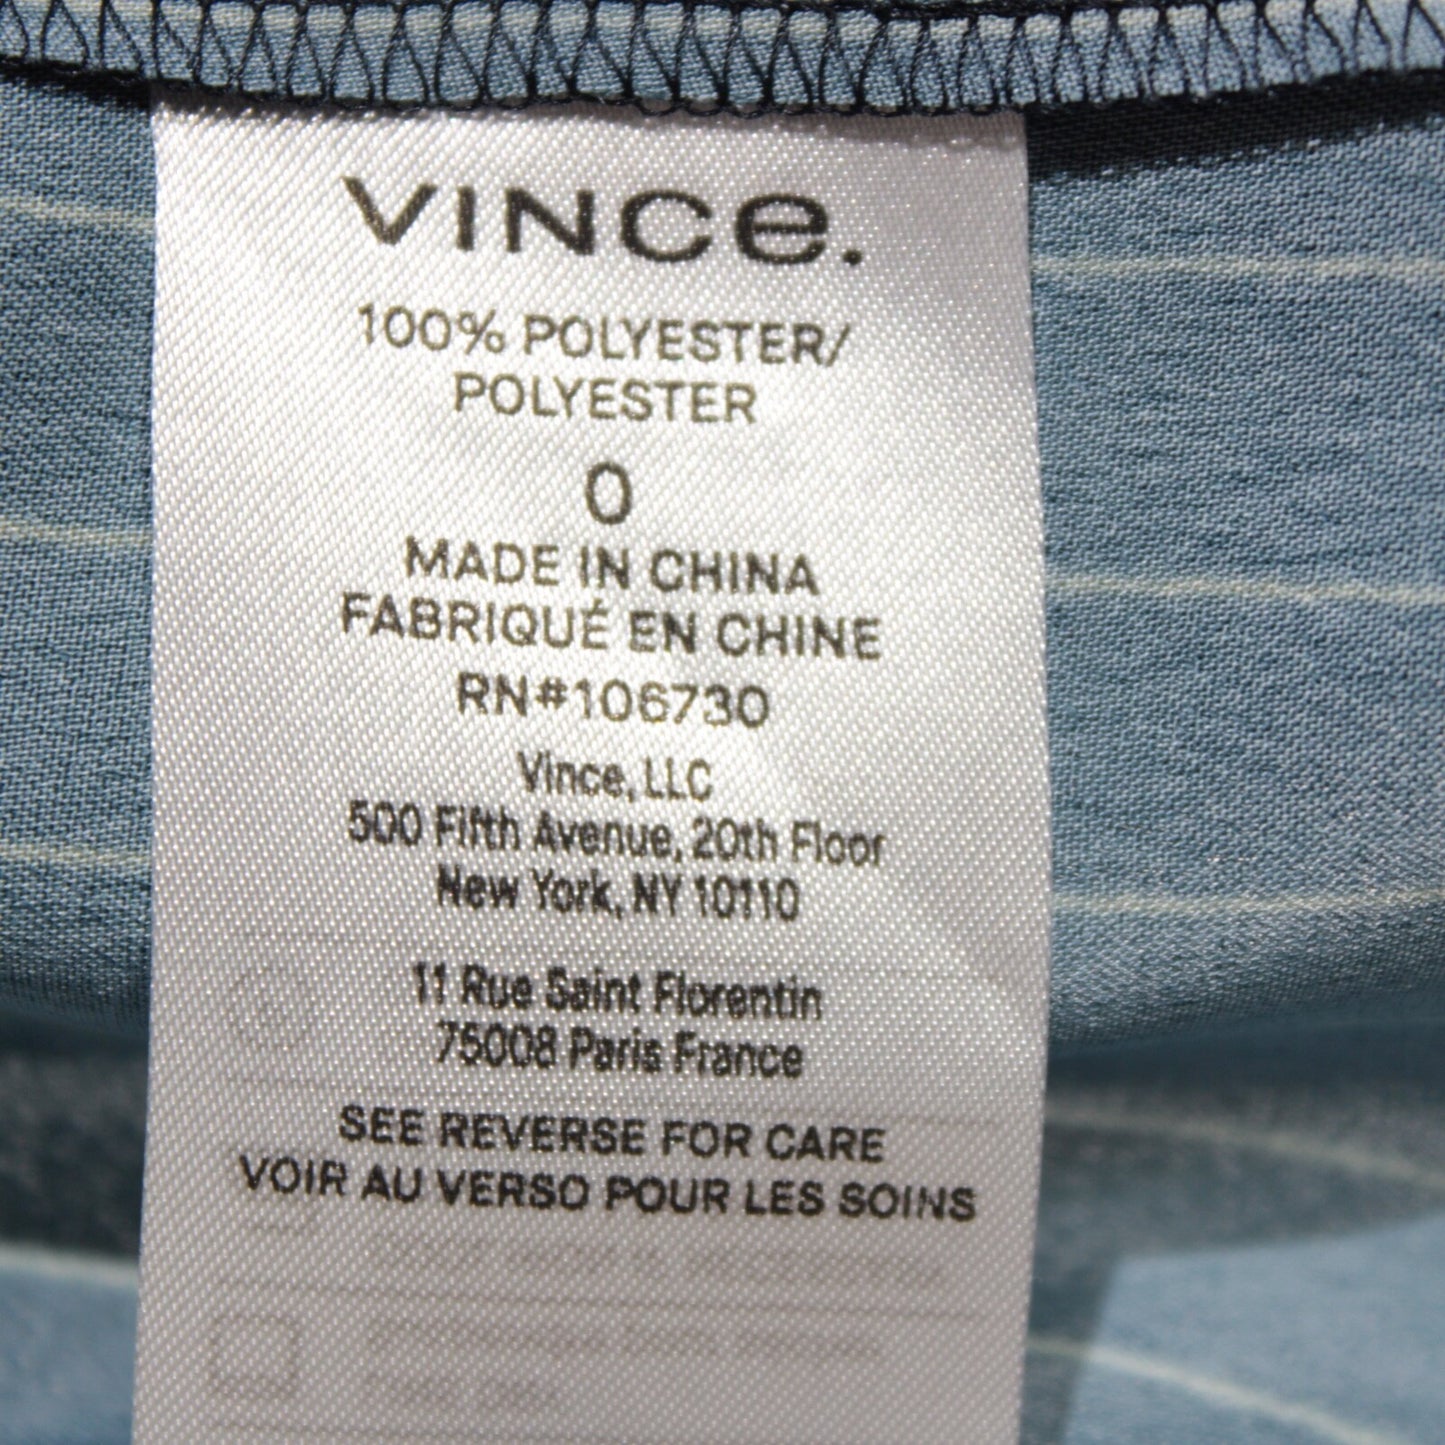 VINCe.
100% POLYESTER/
POLYESTER
0
MADE IN CHINA
FABRIQUÉ EN CHINE
RN#106730
Vince, LLC
500 Fifth Avenue, 20th Floor
New York, NY 10110
11 Rue Saint Florentin
75008 Paris France
SEE REVERSE FOR CARE
VOIR AU VERSO POUR LES SOINS